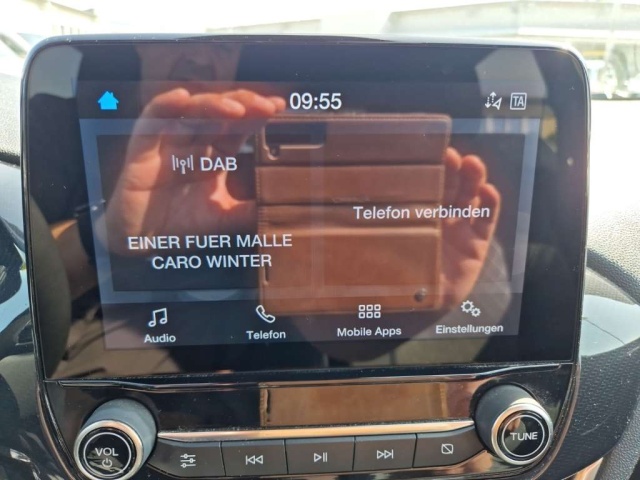 09:55
TA
DAB
Telefon verbinden
EINER FUER MALLE
CARO WINTER
Audio
Telefon
Mobile Apps
Einstellungen
VOL
TUNE